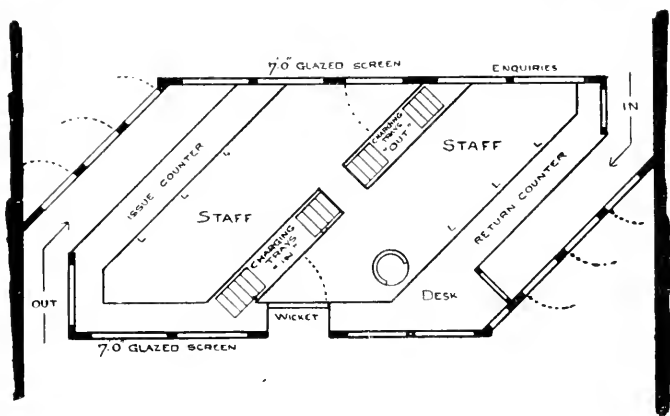 7'.0" GLAZED SCREEN
ENQUIRIES
IN
CHARGING
TRAYS
"OUT"
STAFF
ISSUE COUNTER
STAFF
RETURN COUNTER
CHARGING
TRAYS
"IN"
OUT
DESK
WICKET
7'.0" GLAZED SCREEN
L
L
L
L
L
L